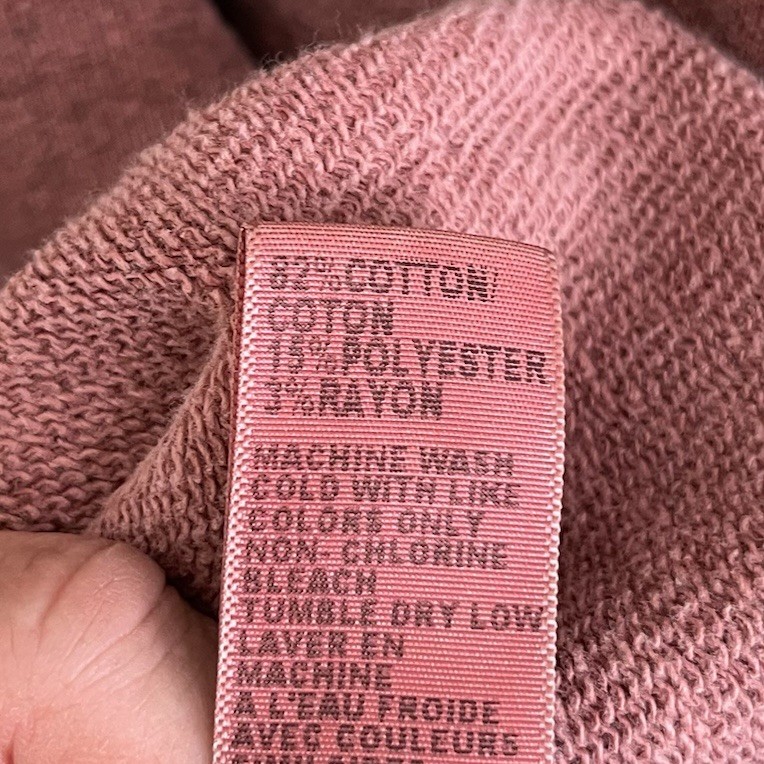 82% COTTON/
COTON
15% POLYESTER
3% RAYON
MACHINE WASH
COLD WITH LIKE
COLORS ONLY
NON- CHLORINE
BLEACH
TUMBLE DRY LOW
LAVER EN
MACHINE
A L'EAU FROIDE
AVEC COULEURS